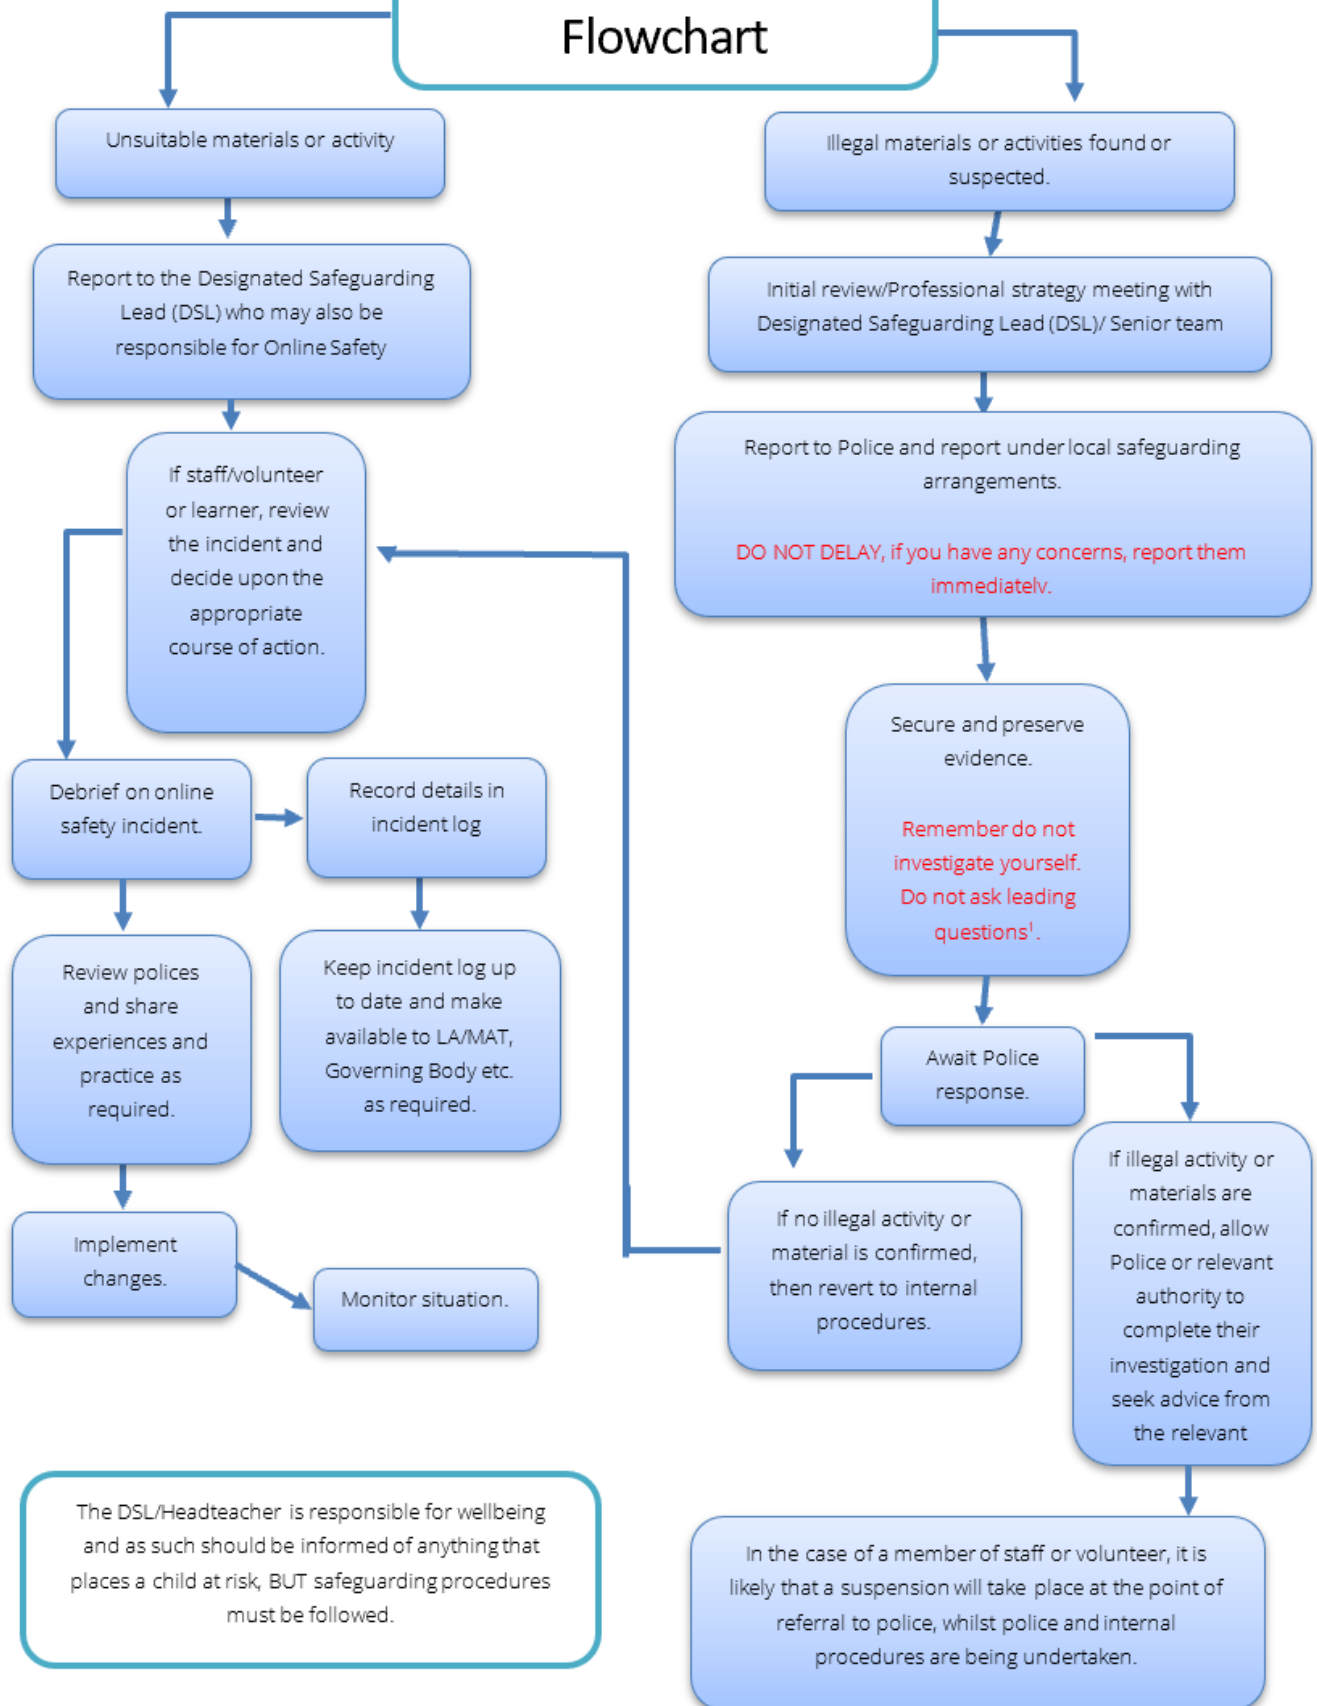 Flowchart
Unsuitable materials or activity
Report to the Designated Safeguarding
Lead (DSL) who may also be
responsible for Online Safety
If staff/volunteer
or learner, review
the incident and
decide upon the
appropriate
course of action.
Debrief on online
safety incident.
Record details in
incident log
Review polices
and share
experiences and
practice as
required.
Keep incident log up
to date and make
available to LA/MAT,
Governing Body etc.
as required.
Implement
changes.
Monitor situation.
Illegal materials or activities found or
suspected.
Initial review/Professional strategy meeting with
Designated Safeguarding Lead (DSL)/ Senior team
Report to Police and report under local safeguarding
arrangements.
DO NOT DELAY, if you have any concerns, report them
immediately.
Secure and preserve
evidence.
Remember do not
investigate yourself.
Do not ask leading
questions¹.
Await Police
response.
If no illegal activity or
material is confirmed,
then revert to internal
procedures.
If illegal activity or
materials are
confirmed, allow
Police or relevant
authority to
complete their
investigation and
seek advice from
the relevant
In the case of a member of staff or volunteer, it is
likely that a suspension will take place at the point of
referral to police, whilst police and internal
procedures are being undertaken.
The DSL/Headteacher is responsible for wellbeing
and as such should be informed of anything that
places a child at risk, BUT safeguarding procedures
must be followed.